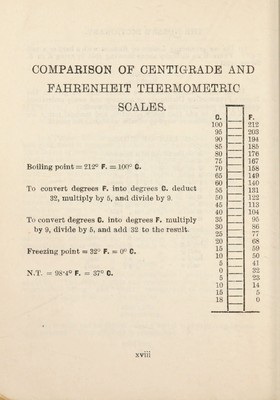 COMPARISON OF CENTIGRADE AND
FAHRENHEIT THERMOMETRIC
SCALES.
Boiling point = 212° F. = 100° C.
To convert degrees F. into degrees C. deduct
32, multiply by 5, and divide by 9.
To convert degrees C. into degrees F. multiply
by 9, divide by 5, and add 32 to the result.
Freezing point = 32° F. = 0° C.
N.T. = 98·4° F. = 37° C.
C. F.
100 212
95 203
90 194
85 185
80 176
75 167
70 158
65 149
60 140
55 131
50 122
45 113
40 104
35 95
30 86
25 77
20 68
15 59
10 50
5 41
0 32
5 23
10 14
15 5
18 0
xviii